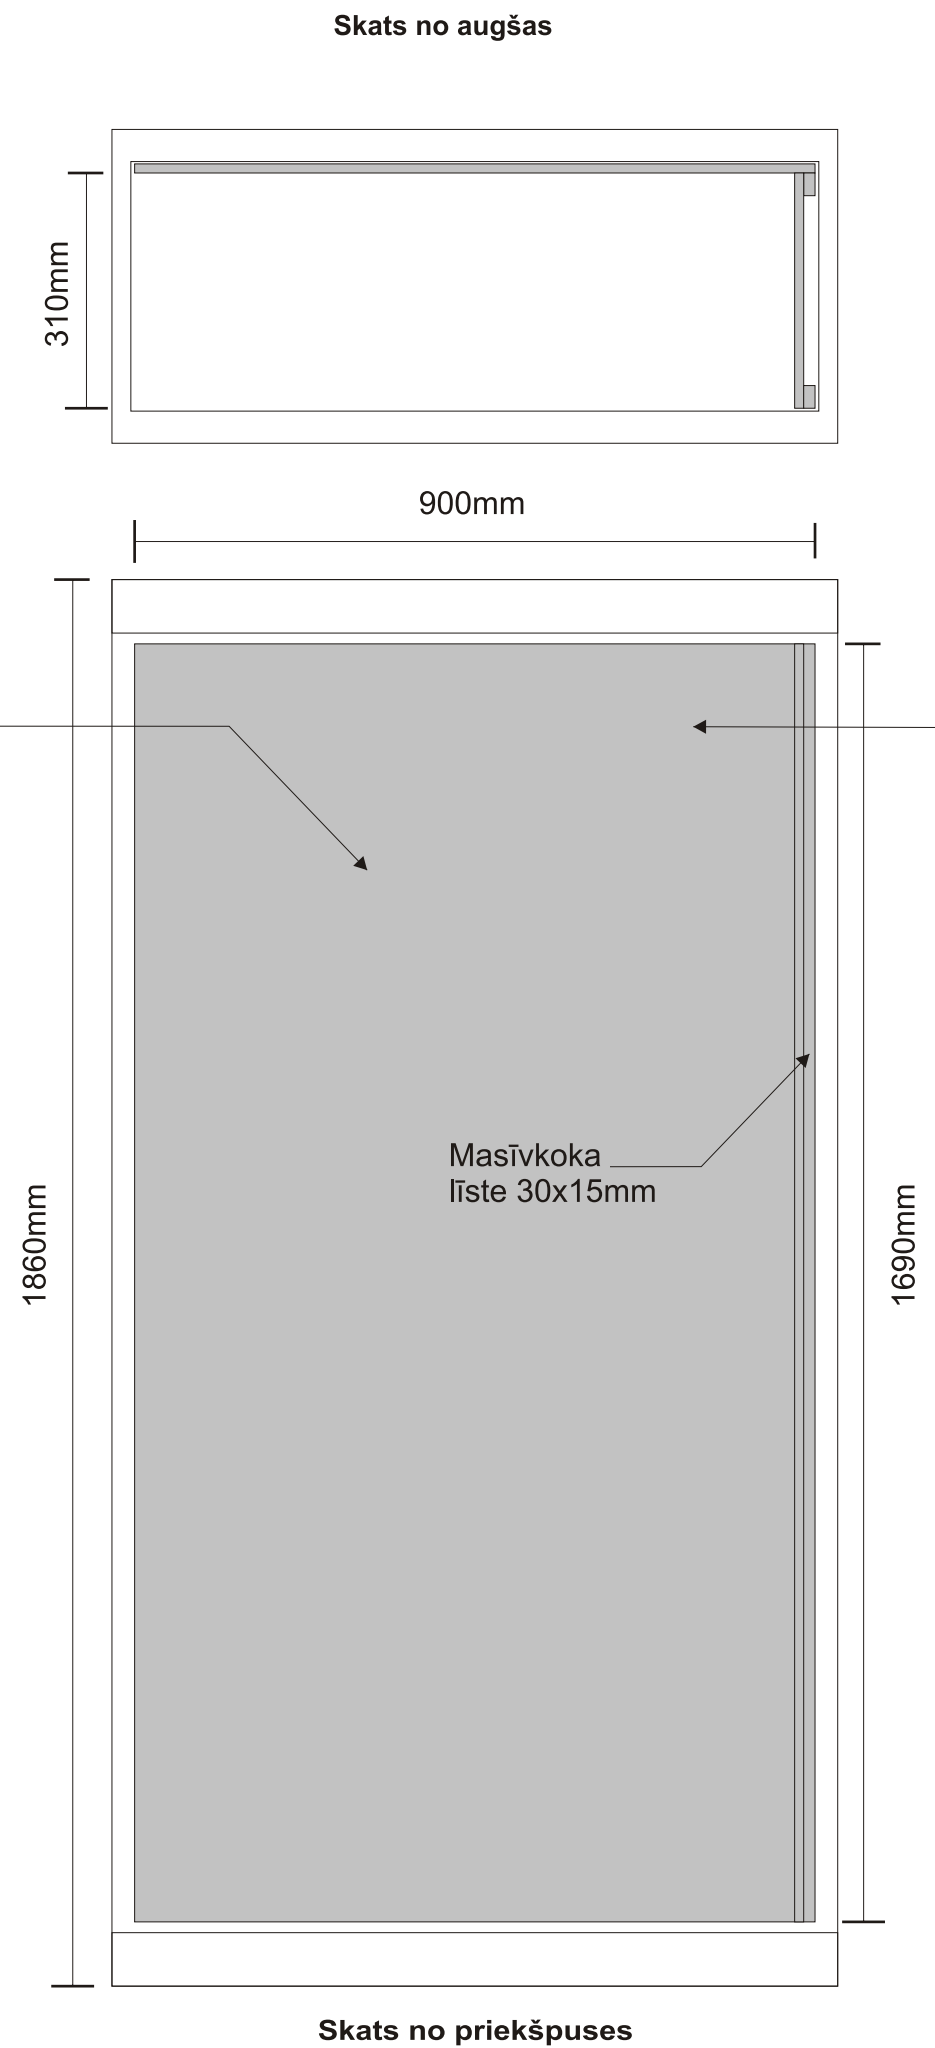 Skats no augšas
310mm
900mm
Masīvkoka
līste 30x15mm
1860mm
1690mm
Skats no priekšpuses